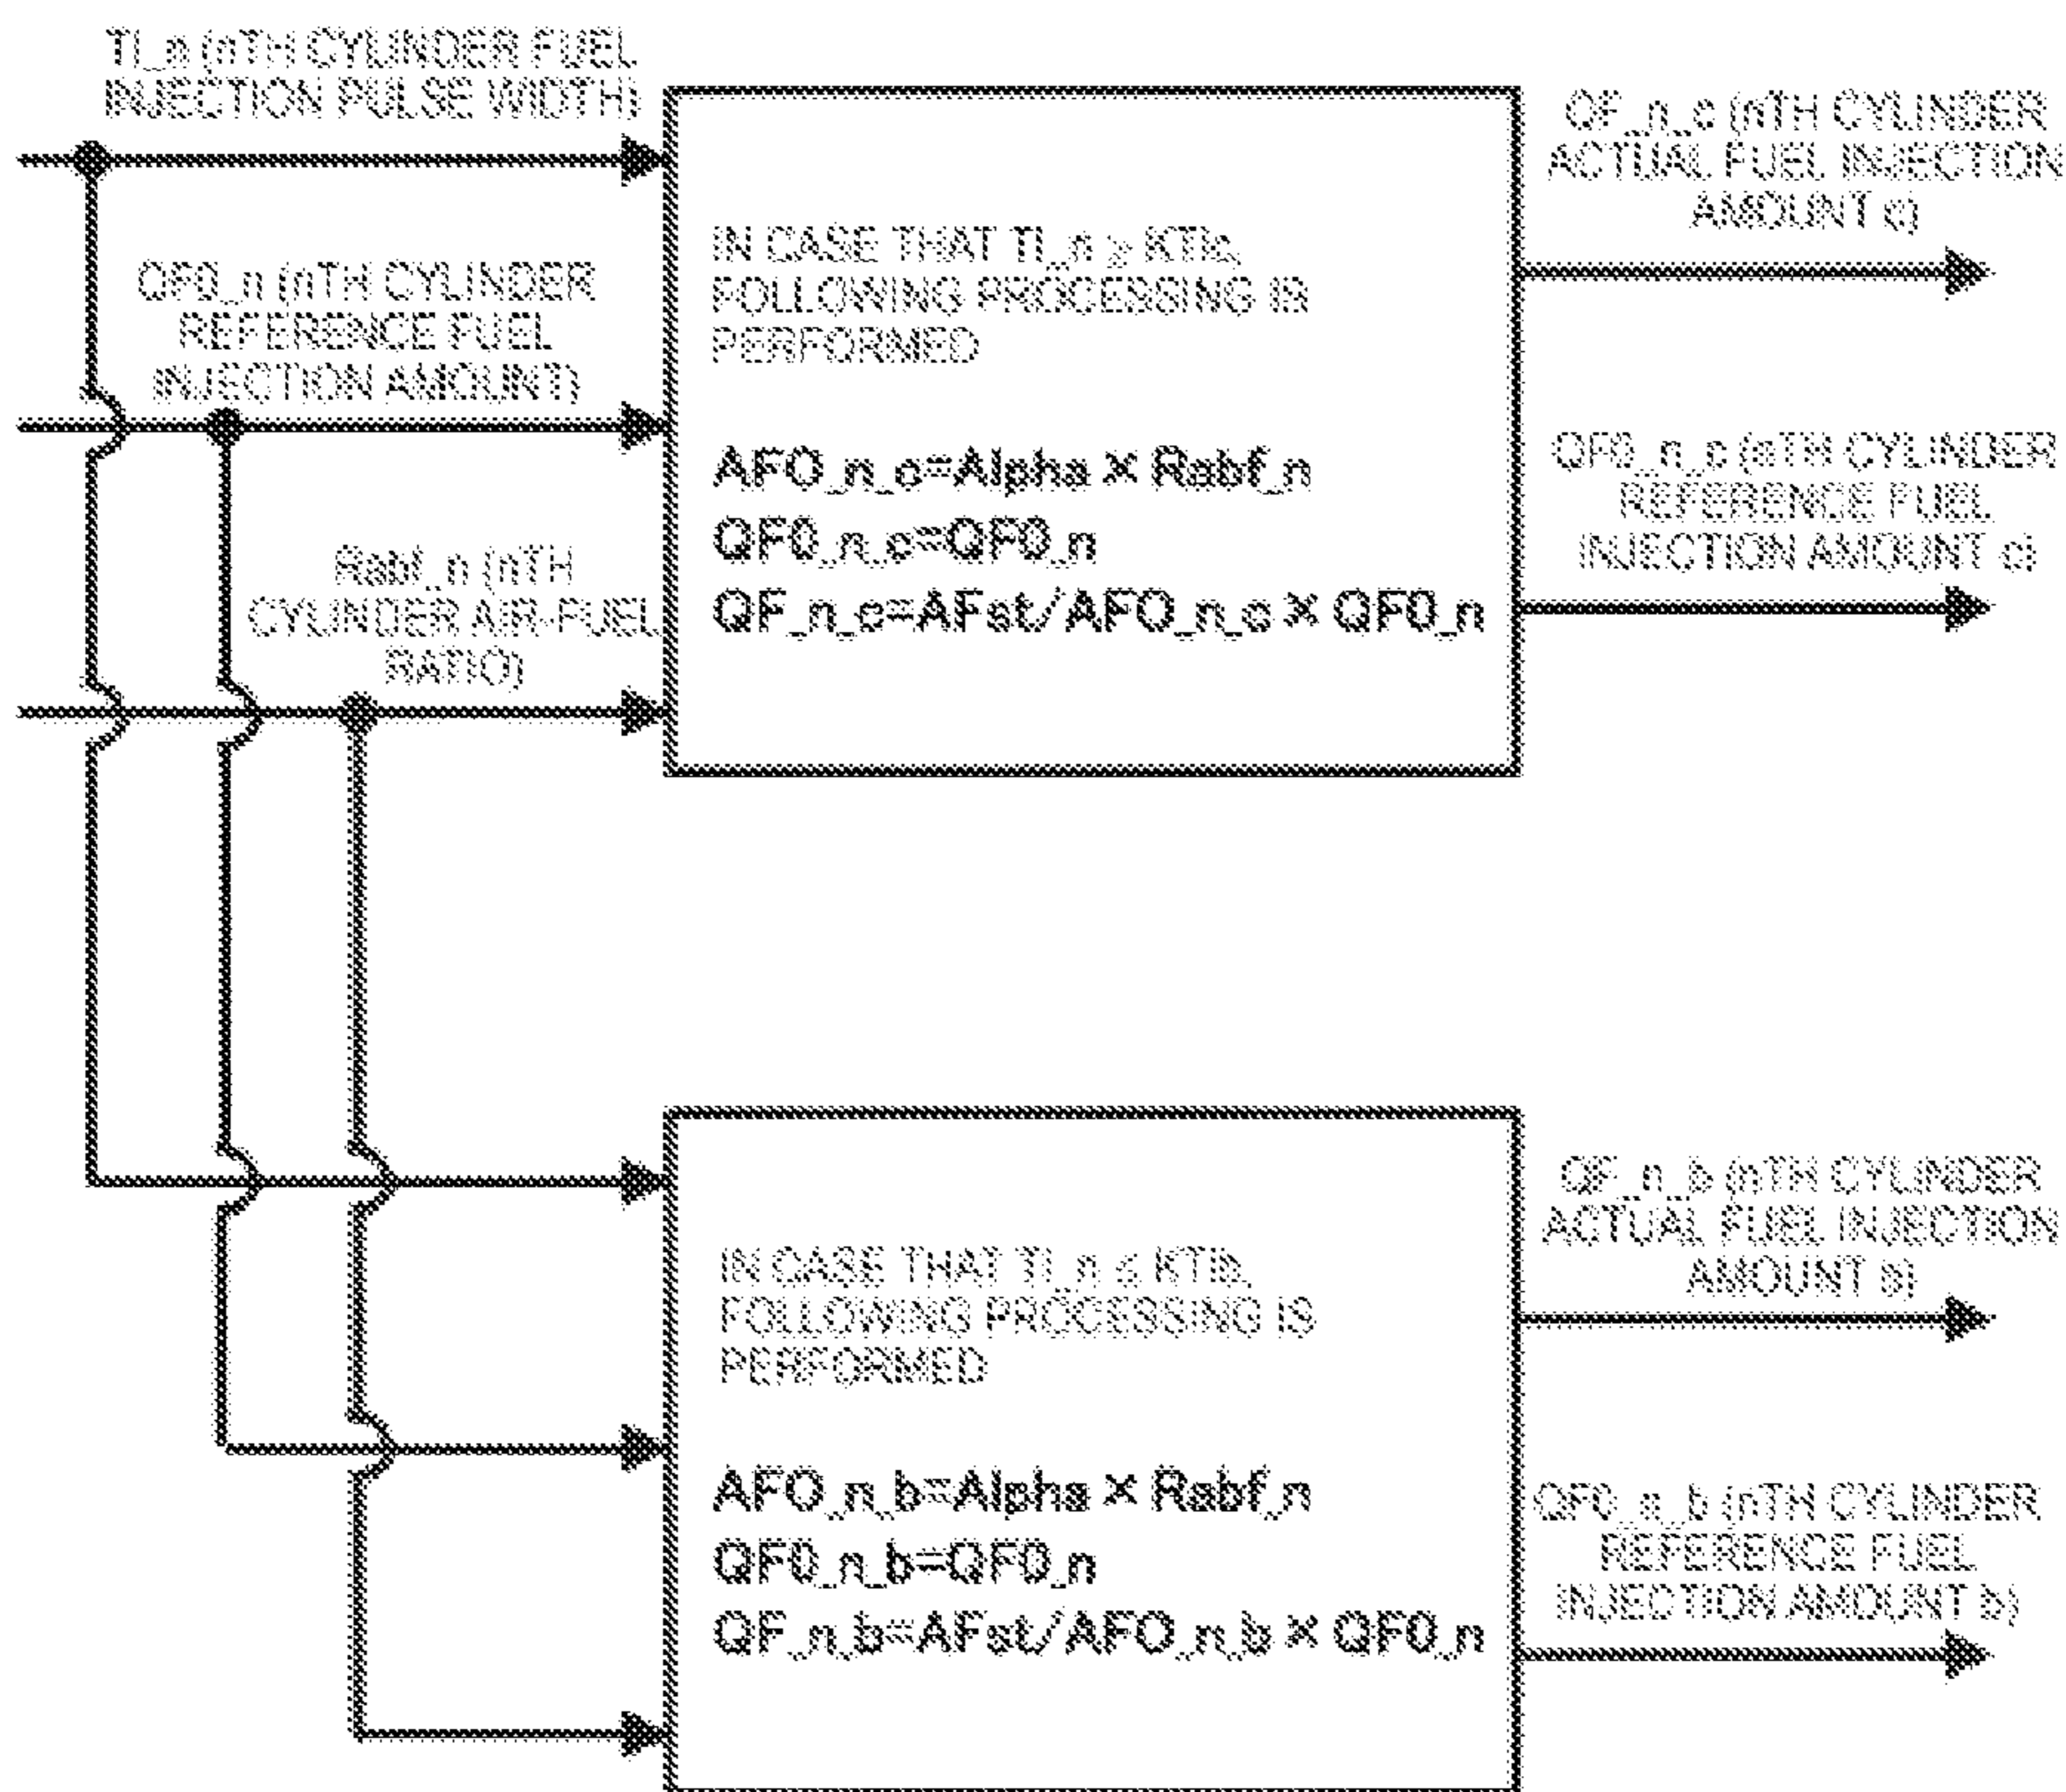 TI_n (nTH CYLINDER FUEL
INJECTION PULSE WIDTH)
QF0_n (nTH CYLINDER
REFERENCE FUEL
INJECTION AMOUNT)
Rabf_n (nTH
CYLINDER AIR-FUEL
RATIO)
IN CASE THAT TI_n ≥ KTIc,
FOLLOWING PROCESSING IS
PERFORMED
AFO_n_c=Alpha × Rabf_n
QF0_n_c=QF0_n
QF_n_c=AFst/AFO_n_c × QF0_n
QF_n_c (nTH CYLINDER
ACTUAL FUEL INJECTION
AMOUNT c)
QF0_n_c (nTH CYLINDER
REFERENCE FUEL
INJECTION AMOUNT c)
IN CASE THAT TI_n ≤ KTIb,
FOLLOWING PROCESSING IS
PERFORMED
AFO_n_b=Alpha × Rabf_n
QF0_n_b=QF0_n
QF_n_b=AFst/AFO_n_b × QF0_n
QF_n_b (nTH CYLINDER
ACTUAL FUEL INJECTION
AMOUNT b)
QF0_n_b (nTH CYLINDER
REFERENCE FUEL
INJECTION AMOUNT b)